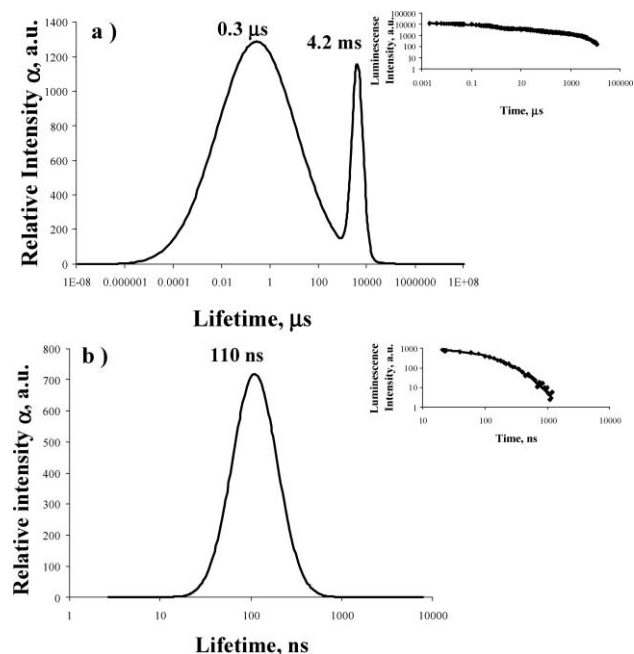 a )
0.3 µs
4.2 ms
Relative Intensity α, a.u.
1400
1200
1000
800
600
400
200
0
1E-08 0.000001 0.0001 0.01 1 100 10000 1000000 1E+08
Lifetime, µs
Luminescense
Intensity, a.u.
100000
10000
1000
100
10
1
0.001 0.1 10 1000 100000
Time, µs
b )
110 ns
Relative intensity α, a.u.
800
700
600
500
400
300
200
100
0
1 10 100 1000 10000
Lifetime, ns
Luminescence
Intensity, a.u.
1000
100
10
1
10 100 1000 10000
Time, ns